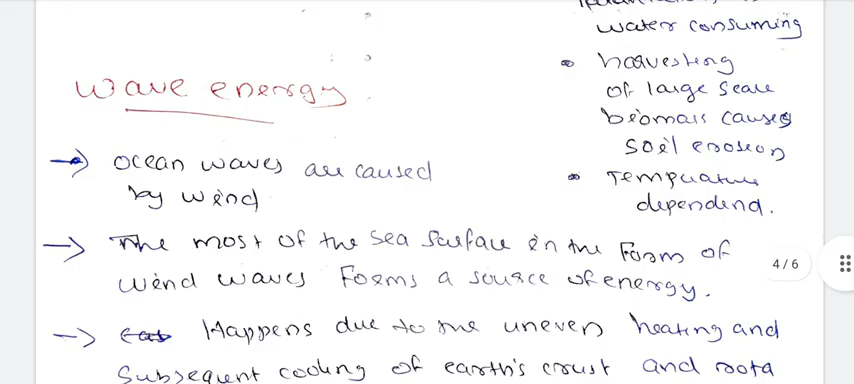 water consuming
• harvesting
of large scale
biomass causes
soil erosion
• Temperature
dependend.
Wave energy
→ Ocean waves are caused
by wind
→ The most of the sea surface in the form of
wind waves Forms a source of energy.
→ Happens due to the uneven heating and
Subsequent cooling of earth's crust and rota
4/6